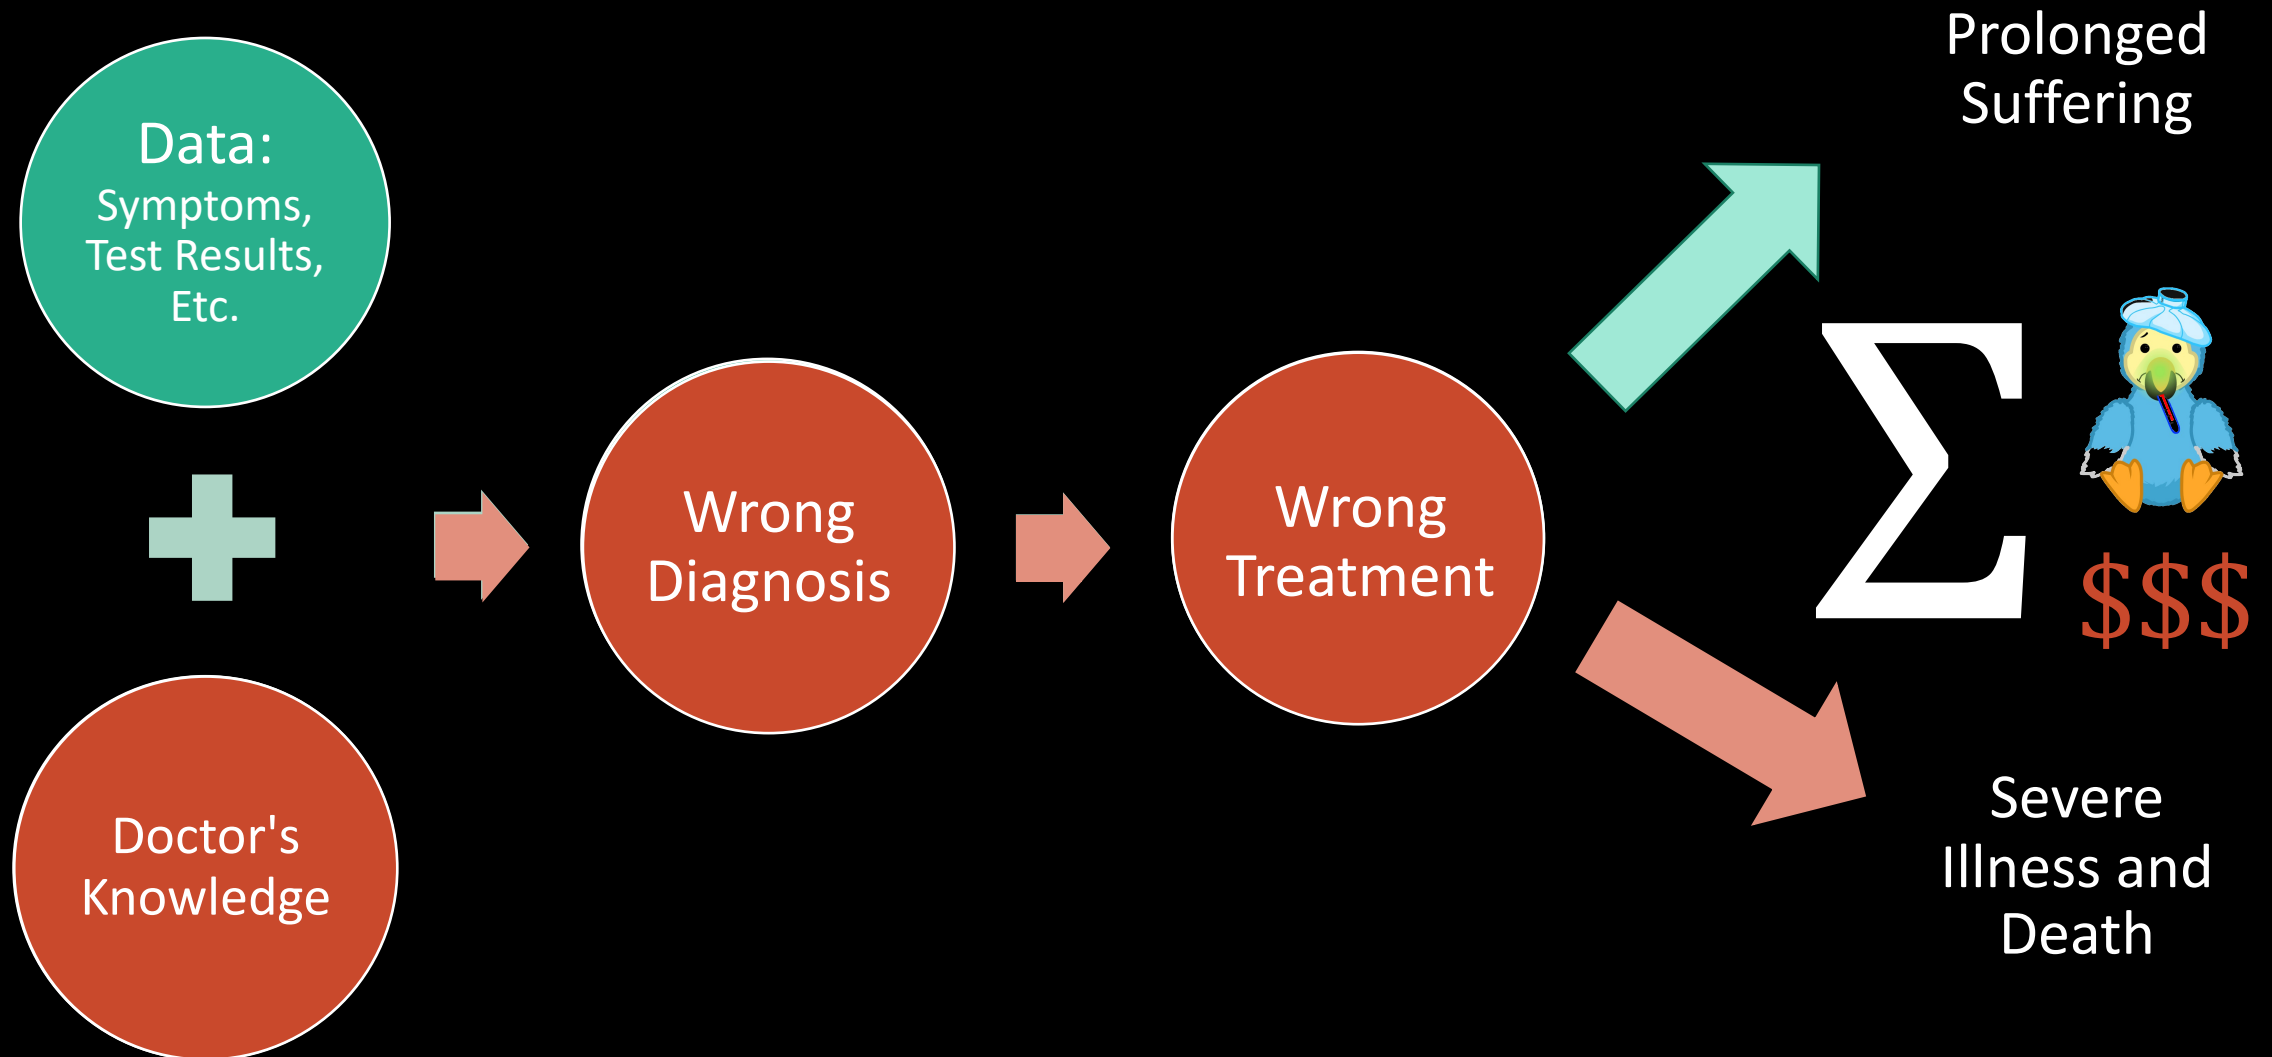 Data:
Symptoms,
Test Results,
Etc.
Doctor's
Knowledge
Wrong
Diagnosis
Wrong
Treatment
Prolonged
Suffering
Σ
$$$
Severe
Illness and
Death